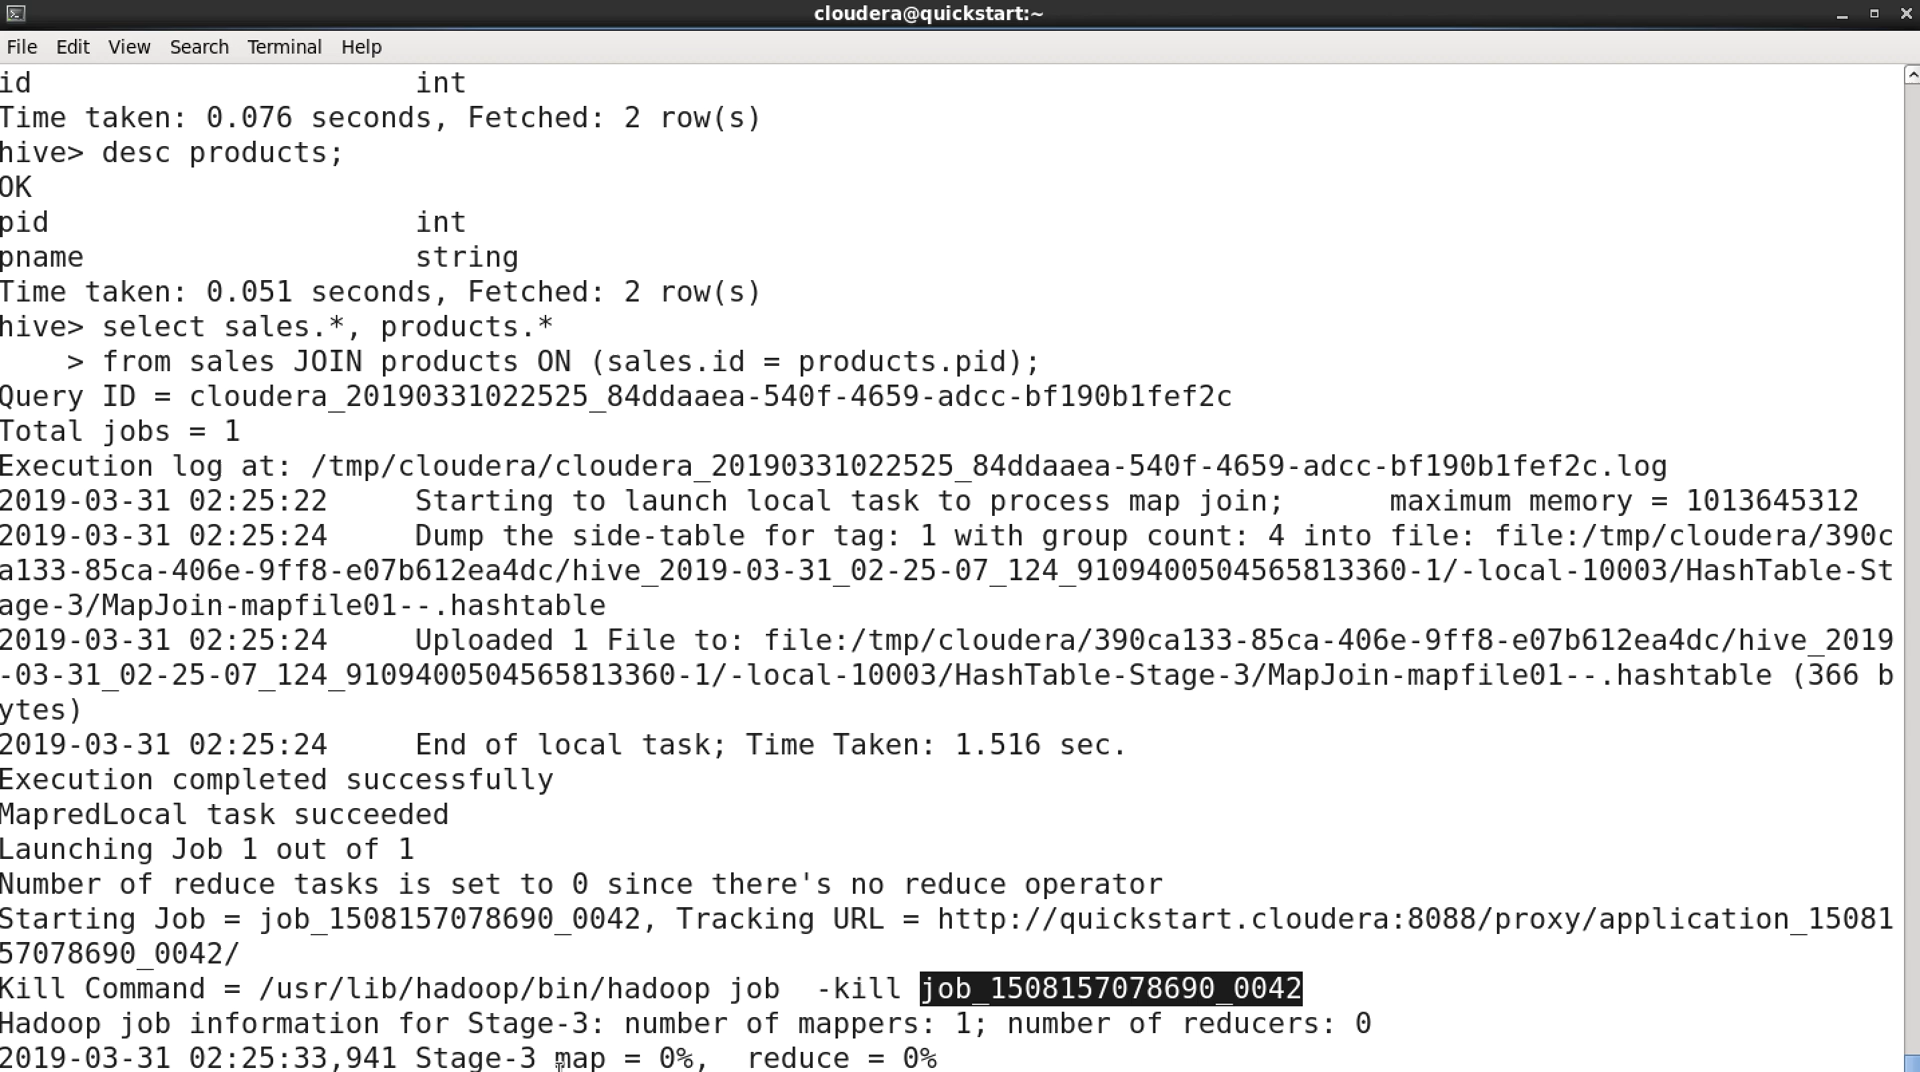 cloudera@quickstart:~
File Edit View Search Terminal Help
id                      int
Time taken: 0.076 seconds, Fetched: 2 row(s)
hive> desc products;
OK
pid                     int
pname                   string
Time taken: 0.051 seconds, Fetched: 2 row(s)
hive> select sales.*, products.*
    > from sales JOIN products ON (sales.id = products.pid);
Query ID = cloudera_20190331022525_84ddaaea-540f-4659-adcc-bf190b1fef2c
Total jobs = 1
Execution log at: /tmp/cloudera/cloudera_20190331022525_84ddaaea-540f-4659-adcc-bf190b1fef2c.log
2019-03-31 02:25:22     Starting to launch local task to process map join;      maximum memory = 1013645312
2019-03-31 02:25:24     Dump the side-table for tag: 1 with group count: 4 into file: file:/tmp/cloudera/390c
a133-85ca-406e-9ff8-e07b612ea4dc/hive_2019-03-31_02-25-07_124_9109400504565813360-1/-local-10003/HashTable-St
age-3/MapJoin-mapfile01--.hashtable
2019-03-31 02:25:24     Uploaded 1 File to: file:/tmp/cloudera/390ca133-85ca-406e-9ff8-e07b612ea4dc/hive_2019
-03-31_02-25-07_124_9109400504565813360-1/-local-10003/HashTable-Stage-3/MapJoin-mapfile01--.hashtable (366 b
ytes)
2019-03-31 02:25:24     End of local task; Time Taken: 1.516 sec.
Execution completed successfully
MapredLocal task succeeded
Launching Job 1 out of 1
Number of reduce tasks is set to 0 since there's no reduce operator
Starting Job = job_1508157078690_0042, Tracking URL = http://quickstart.cloudera:8088/proxy/application_15081
57078690_0042/
Kill Command = /usr/lib/hadoop/bin/hadoop job  -kill job_1508157078690_0042
Hadoop job information for Stage-3: number of mappers: 1; number of reducers: 0
2019-03-31 02:25:33,941 Stage-3 map = 0%,  reduce = 0%